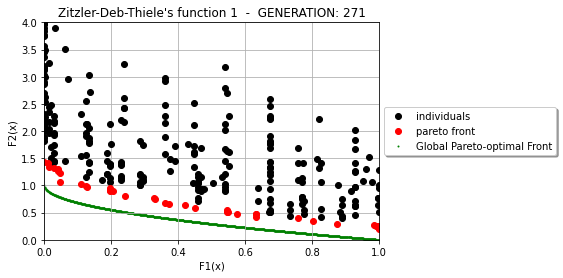 Zitzler-Deb-Thiele's function 1 - GENERATION: 271
4.0
3.5
3.0
2.5
2.0
1.5
1.0
0.5
0.0
F2(x)
0.0 0.2 0.4 0.6 0.8 1.0
F1(x)
individuals
pareto front
Global Pareto-optimal Front